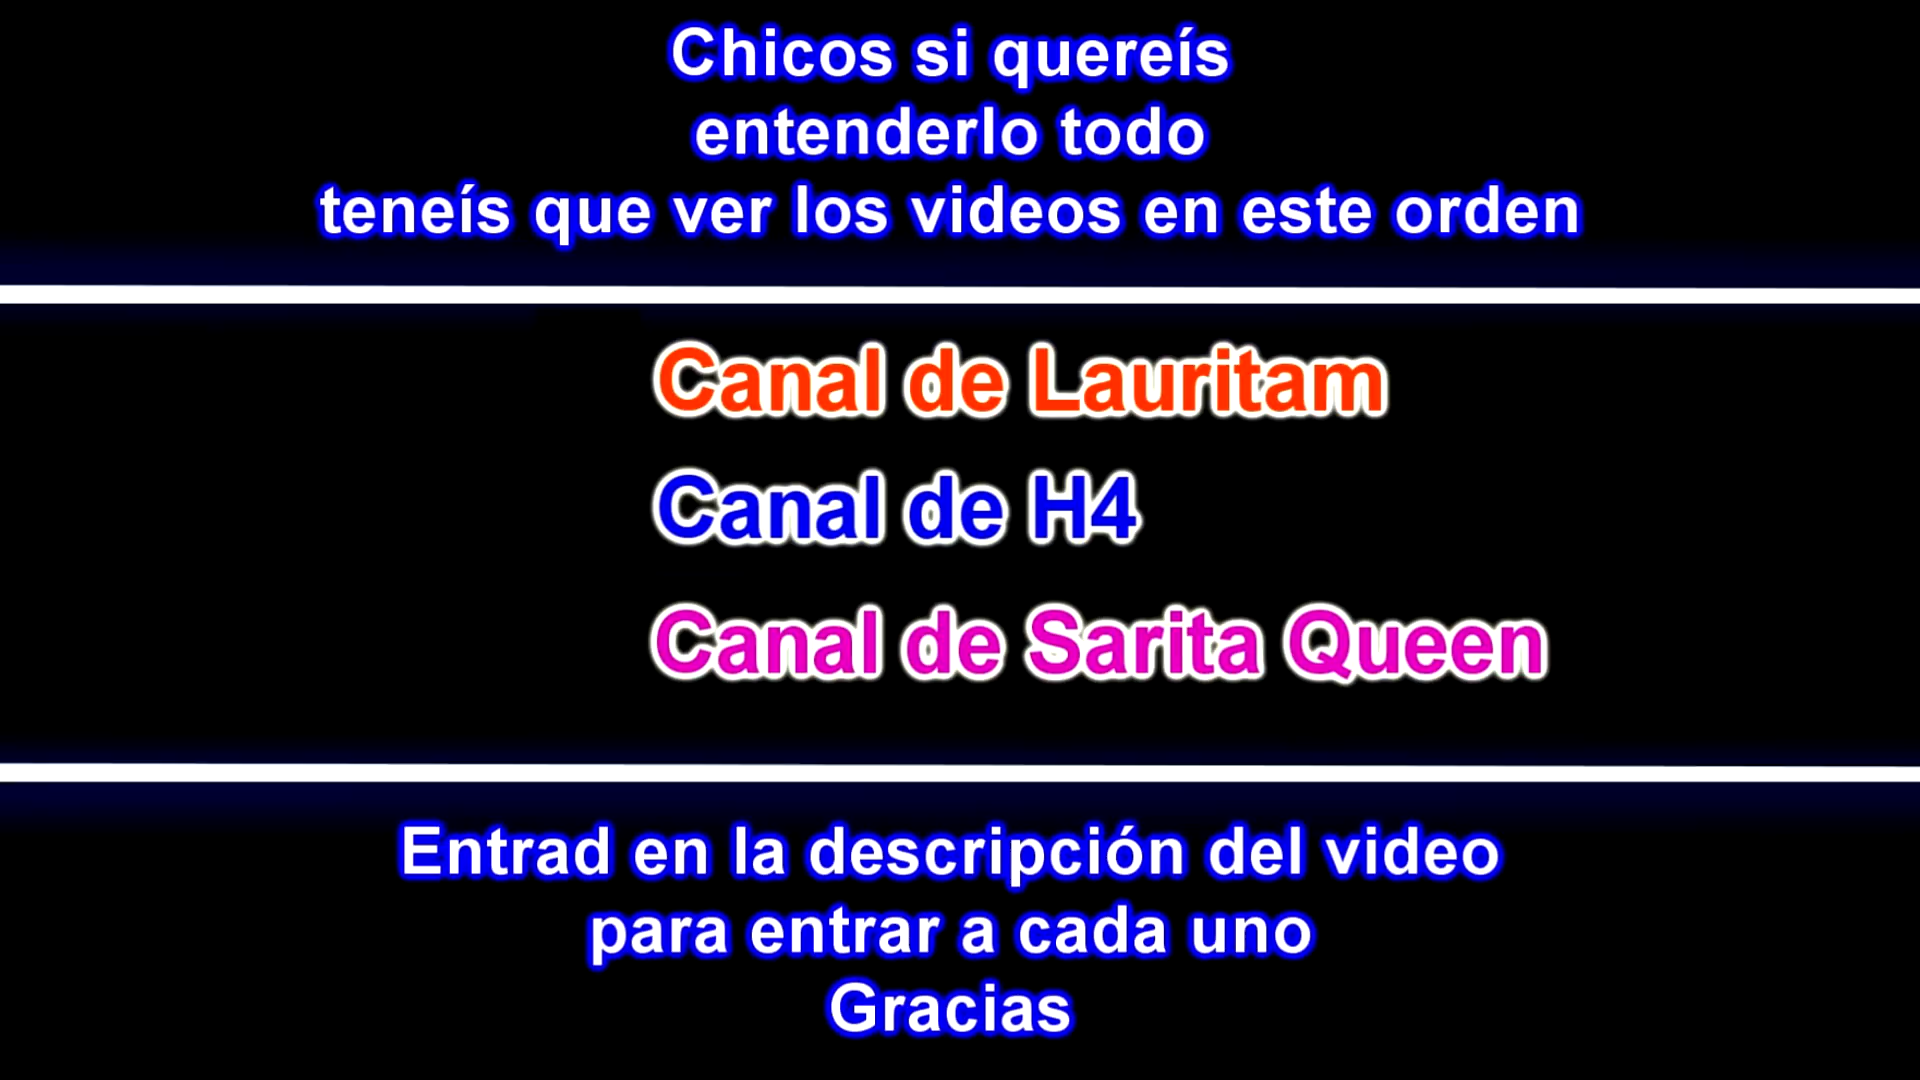 Chicos si quereís
entenderlo todo
teneís que ver los videos en este orden
Canal de Lauritam
Canal de H4
Canal de Sarita Queen
Entrad en la descripción del video
para entrar a cada uno
Gracias